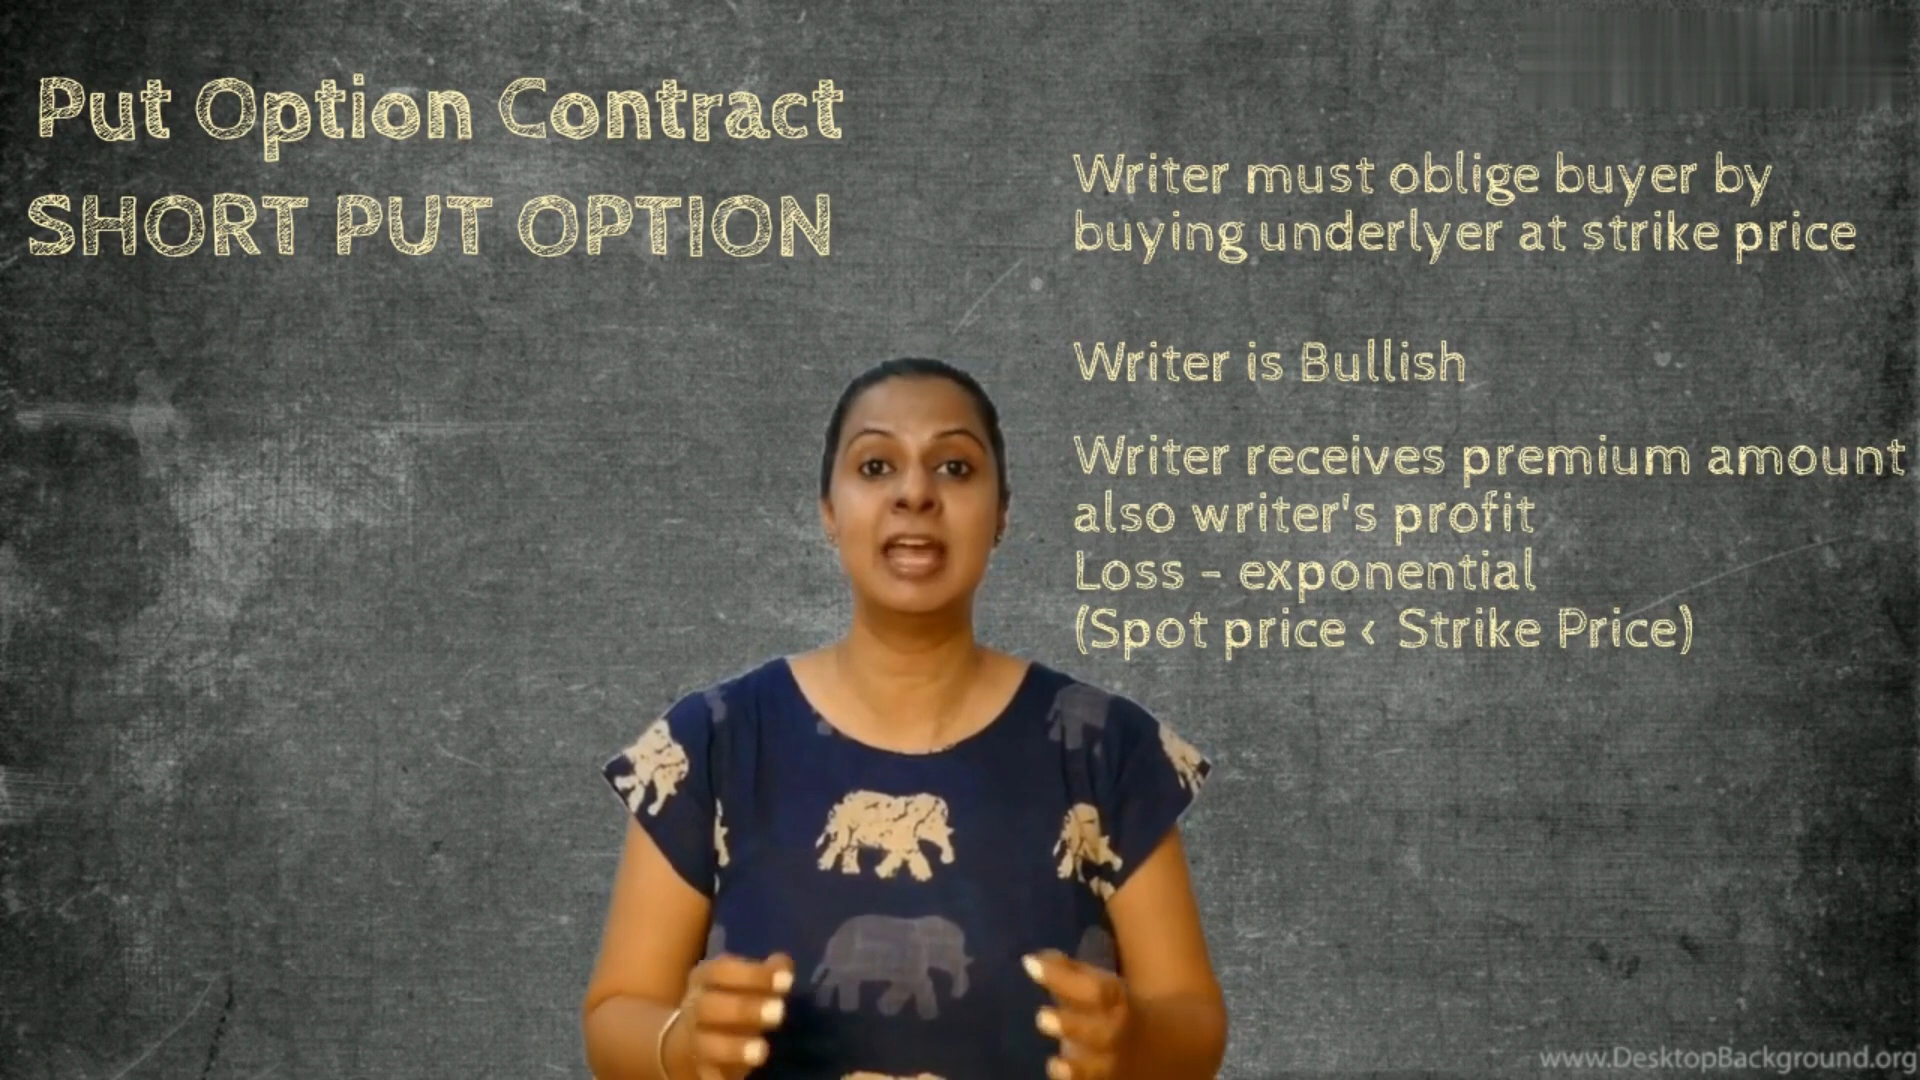 Put Option Contract
SHORT PUT OPTION
Writer must oblige buyer by
buying underlyer at strike price
Writer is Bullish
Writer receives premium amount
also writer's profit
Loss - exponential
(Spot price < Strike Price)
www.DesktopBackground.org